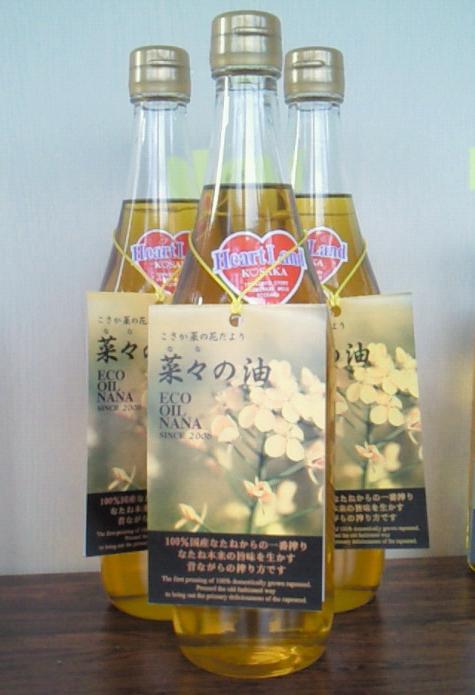 Heart Land
KOSAKA
こさか菜の花だより
なな
菜々の油
ECO
OIL
NANA
SINCE 2006
100%国産なたねからの一番搾り
なたね本来の旨味を生かす
昔ながらの搾り方です
The first pressing of 100% domestically grown rapeseed.
Pressed the old fashioned way
to bring out the primary deliciousness of the rapeseed.